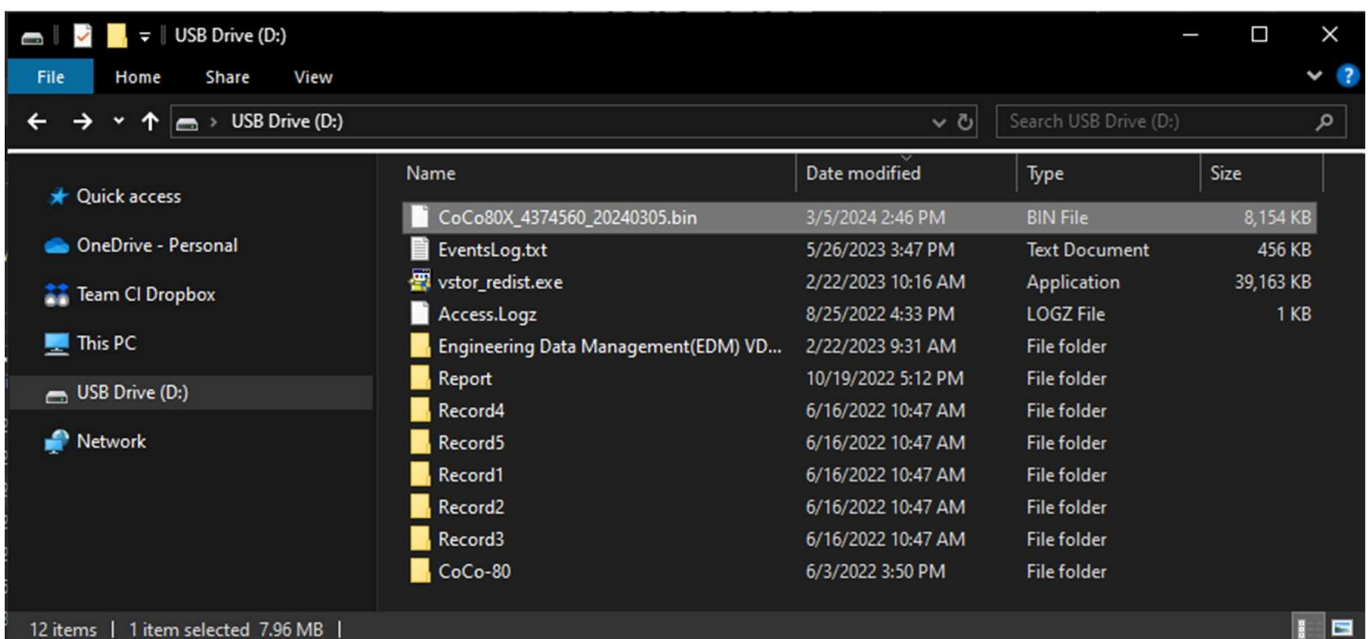 USB Drive (D:)
File Home Share View
USB Drive (D:) Search USB Drive (D:)
Name Date modified Type Size
Quick access
OneDrive - Personal
Team CI Dropbox
This PC
USB Drive (D:)
Network
CoCo80X_4374560_20240305.bin 3/5/2024 2:46 PM BIN File 8,154 KB
EventsLog.txt 5/26/2023 3:47 PM Text Document 456 KB
vstor_redist.exe 2/22/2023 10:16 AM Application 39,163 KB
Access.Logz 8/25/2022 4:33 PM LOGZ File 1 KB
Engineering Data Management(EDM) VD... 2/22/2023 9:31 AM File folder
Report 10/19/2022 5:12 PM File folder
Record4 6/16/2022 10:47 AM File folder
Record5 6/16/2022 10:47 AM File folder
Record1 6/16/2022 10:47 AM File folder
Record2 6/16/2022 10:47 AM File folder
Record3 6/16/2022 10:47 AM File folder
CoCo-80 6/3/2022 3:50 PM File folder
12 items | 1 item selected 7.96 MB |